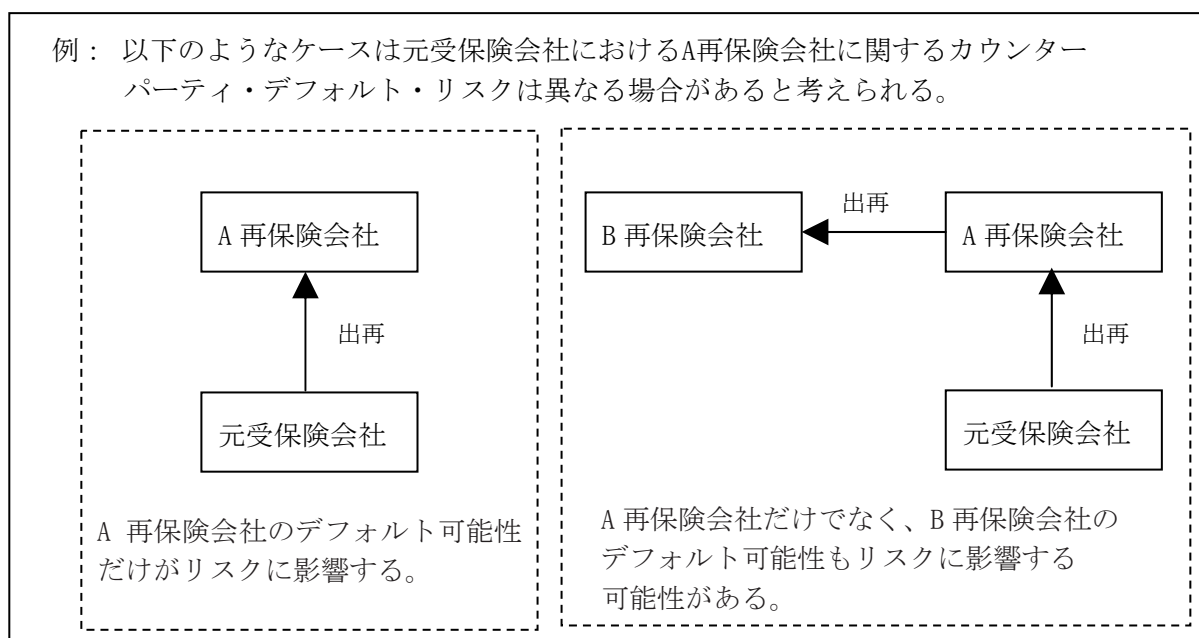 例： 以下のようなケースは元受保険会社におけるA再保険会社に関するカウンター
パーティ・デフォルト・リスクは異なる場合があると考えられる。
A 再保険会社
出再
元受保険会社
A 再保険会社のデフォルト可能性
だけがリスクに影響する。
B 再保険会社
出再
A 再保険会社
出再
元受保険会社
A 再保険会社だけでなく、B 再保険会社の
デフォルト可能性もリスクに影響する
可能性がある。